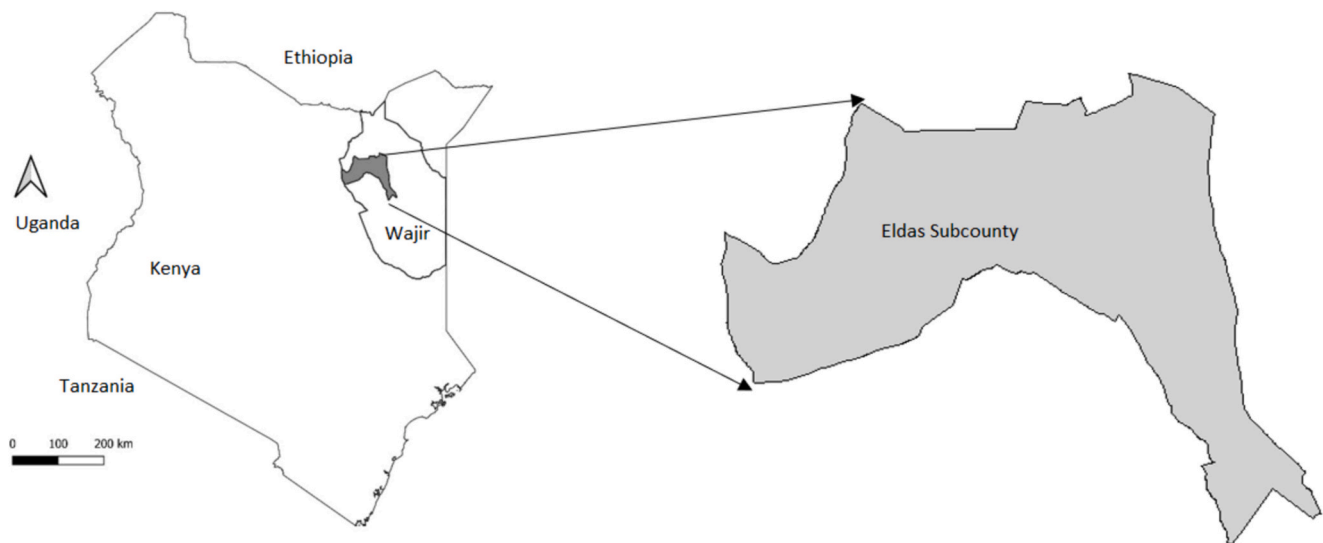 Ethiopia
Uganda
Wajir
Eldas Subcounty
Kenya
Tanzania
0 100 200 km